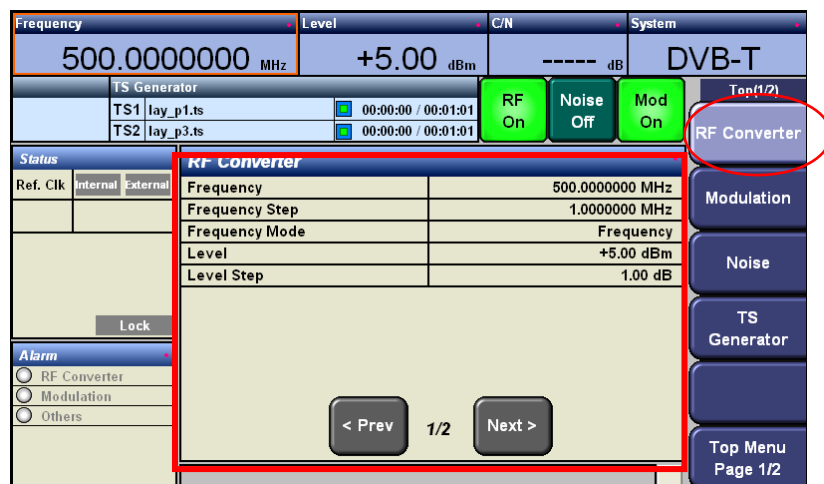 Frequency Level C/N System
500.0000000 MHz +5.00 dBm ----- dB DVB-T
TS Generator
TS1 lay_p1.ts 00:00:00 / 00:01:01
TS2 lay_p3.ts 00:00:00 / 00:01:01
RF On
Noise Off
Mod On
Top(1/2)
RF Converter
Modulation
Noise
TS
Generator
Top Menu
Page 1/2
Status
Ref. Clk Internal External
Lock
Alarm
RF Converter
Modulation
Others
RF Converter
Frequency 500.0000000 MHz
Frequency Step 1.0000000 MHz
Frequency Mode Frequency
Level +5.00 dBm
Level Step 1.00 dB
< Prev 1/2 Next >